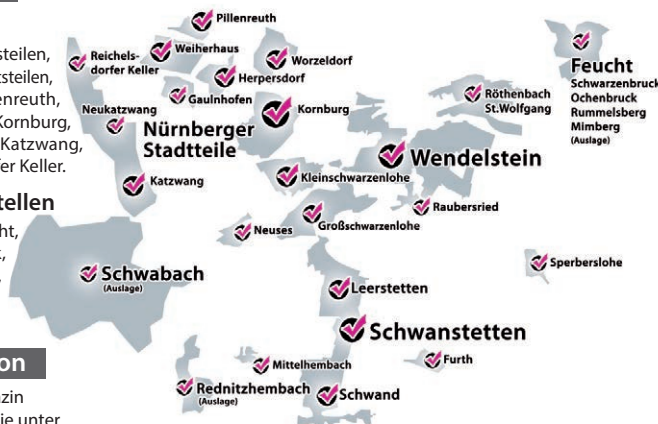 steilen,
tsteilen,
enreuth,
Kornburg,
Katzwang,
fer Keller.
tellen
ht,
k,
on
zin
ie unter
Pillenreuth
Reichels-
dorfer Keller
Weiherhaus
Worzeldorf
Herpersdorf
Gaulnhofen
Neukatzwang
Kornburg
Nürnberger
Stadtteile
Katzwang
Röthenbach
St.Wolfgang
Feucht
Schwarzenbruck
Ochenbruck
Rummelsberg
Mimberg
(Auslage)
Wendelstein
Kleinschwarzenlohe
Raubersried
Großschwarzenlohe
Neuses
Schwabach
(Auslage)
Sperberslohe
Leerstetten
Schwanstetten
Mittelhembach
Furth
Rednitzhembach
(Auslage)
Schwand